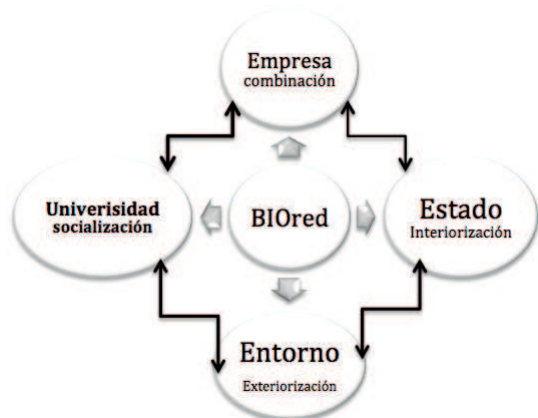 Empresa
combinación
Univerisidad
socialización
BIOred
Estado
Interiorización
Entorno
Exteriorización